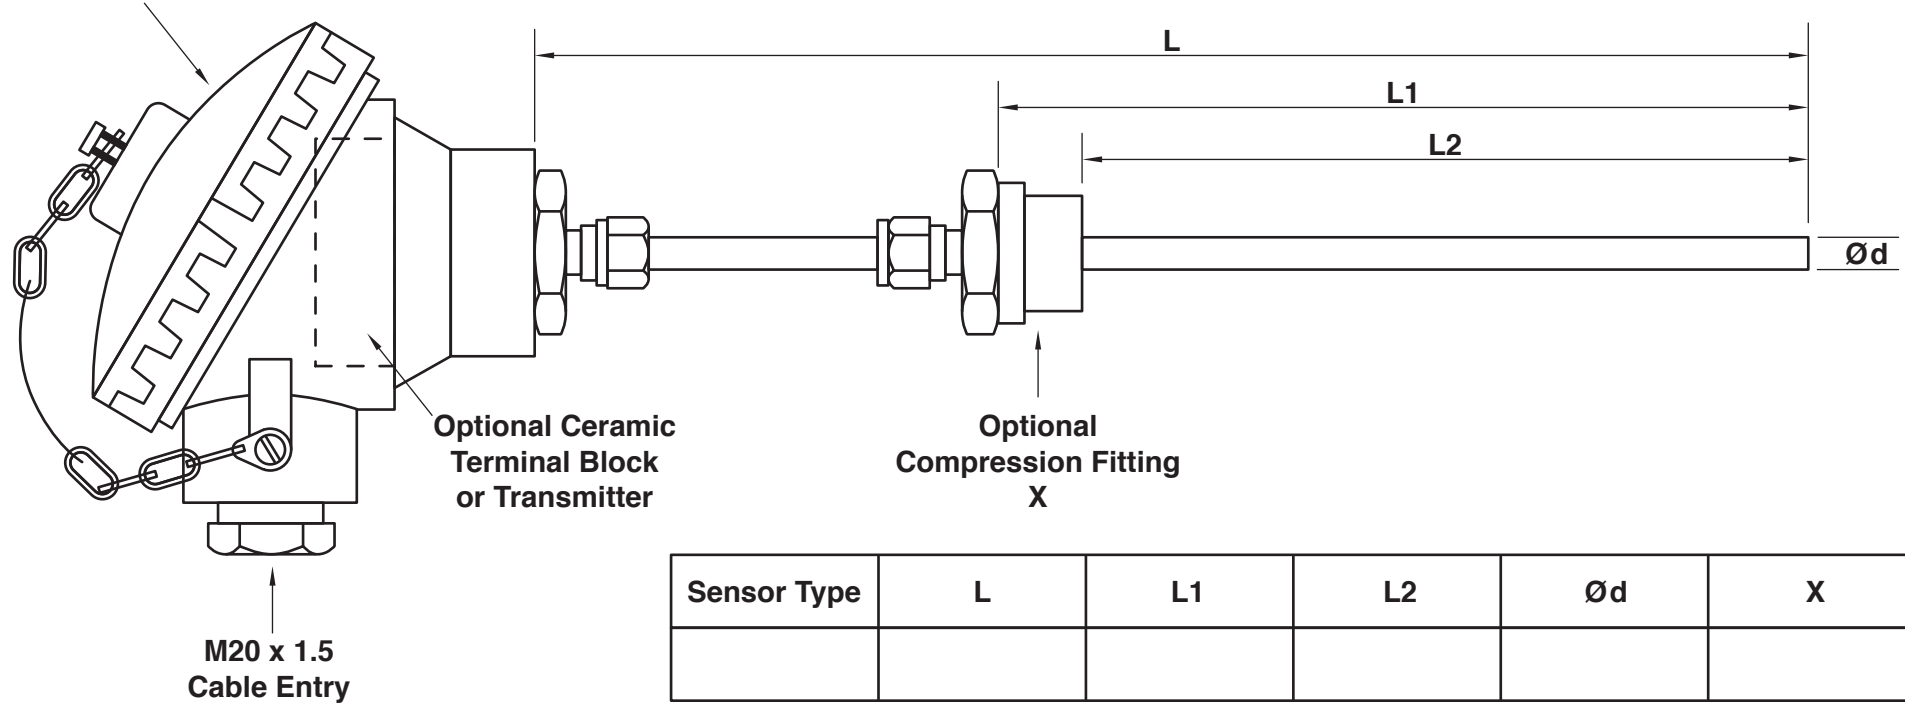 L
L1
L2
Ød
Optional Ceramic
Terminal Block
or Transmitter
Optional
Compression Fitting
X
M20 x 1.5
Cable Entry
Sensor Type L L1 L2 Ød X